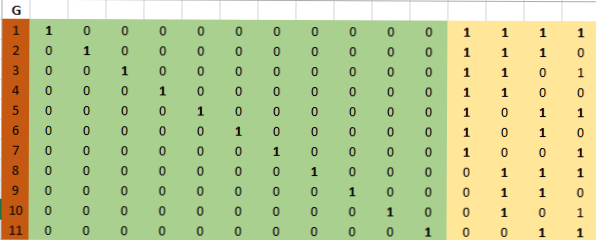 G
1 1 0 0 0 0 0 0 0 0 0 0 1 1 1 1
2 0 1 0 0 0 0 0 0 0 0 0 1 1 1 0
3 0 0 1 0 0 0 0 0 0 0 0 1 1 0 1
4 0 0 0 1 0 0 0 0 0 0 0 1 1 0 0
5 0 0 0 0 1 0 0 0 0 0 0 1 0 1 1
6 0 0 0 0 0 1 0 0 0 0 0 1 0 1 0
7 0 0 0 0 0 0 1 0 0 0 0 1 0 0 1
8 0 0 0 0 0 0 0 1 0 0 0 0 1 1 1
9 0 0 0 0 0 0 0 0 1 0 0 0 1 1 0
10 0 0 0 0 0 0 0 0 0 1 0 0 1 0 1
11 0 0 0 0 0 0 0 0 0 0 1 0 0 1 1